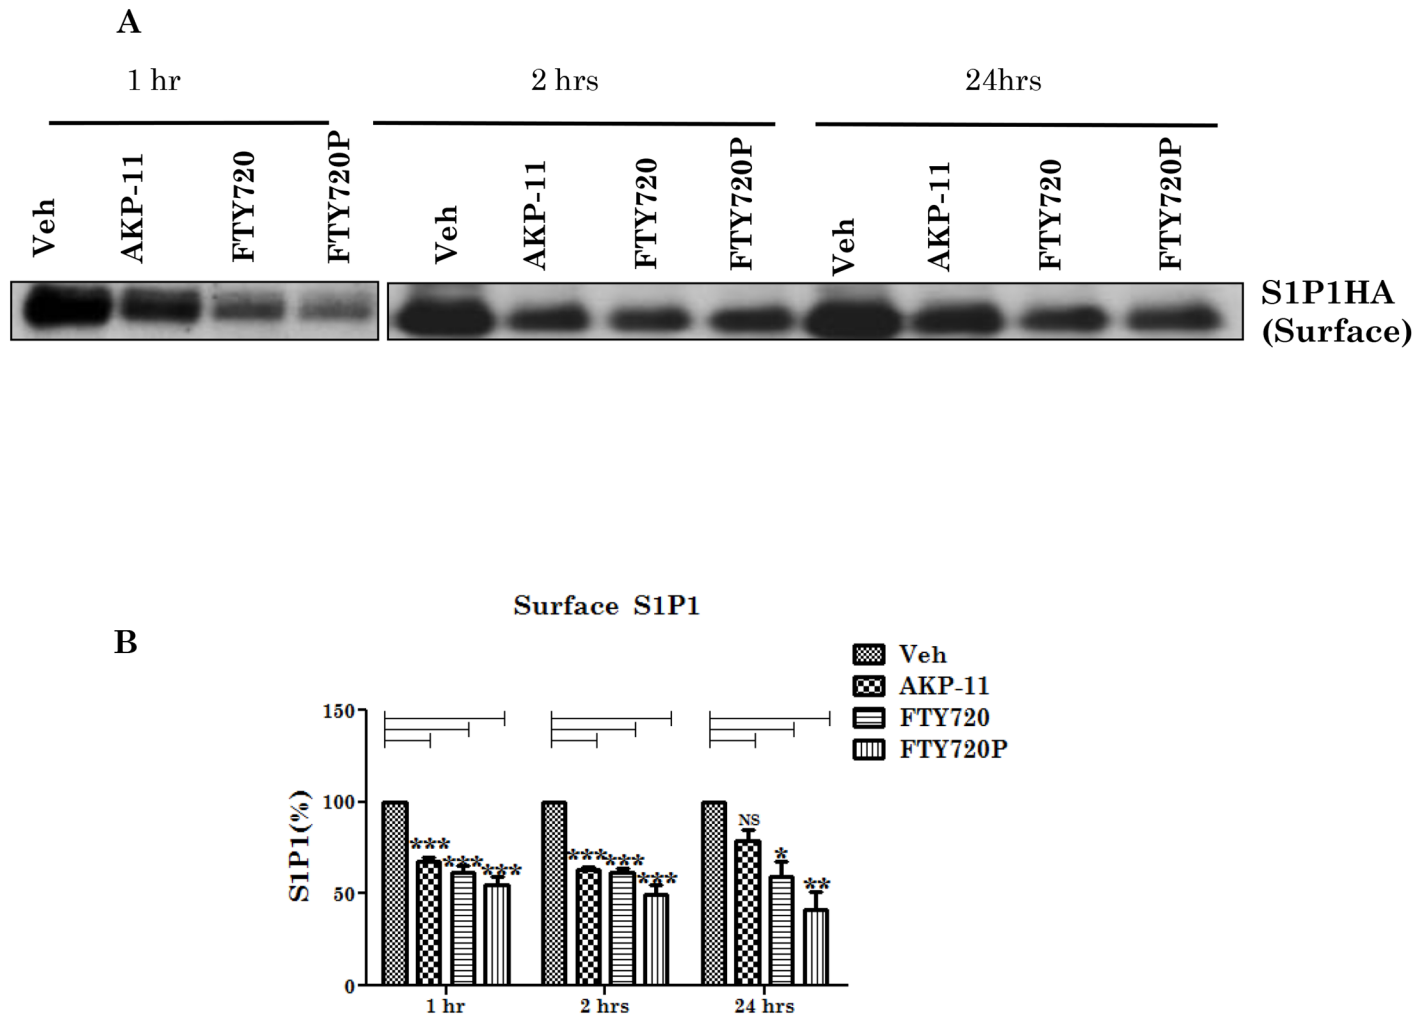 A
1 hr 2 hrs 24hrs
Veh AKP-11 FTY720 FTY720P Veh AKP-11 FTY720 FTY720P Veh AKP-11 FTY720 FTY720P
S1P1HA
(Surface)
Surface S1P1
B
Veh
AKP-11
FTY720
FTY720P
S1P1(%)
150
100
50
0
*** *** ***
*** *** ***
NS * **
1 hr 2 hrs 24 hrs